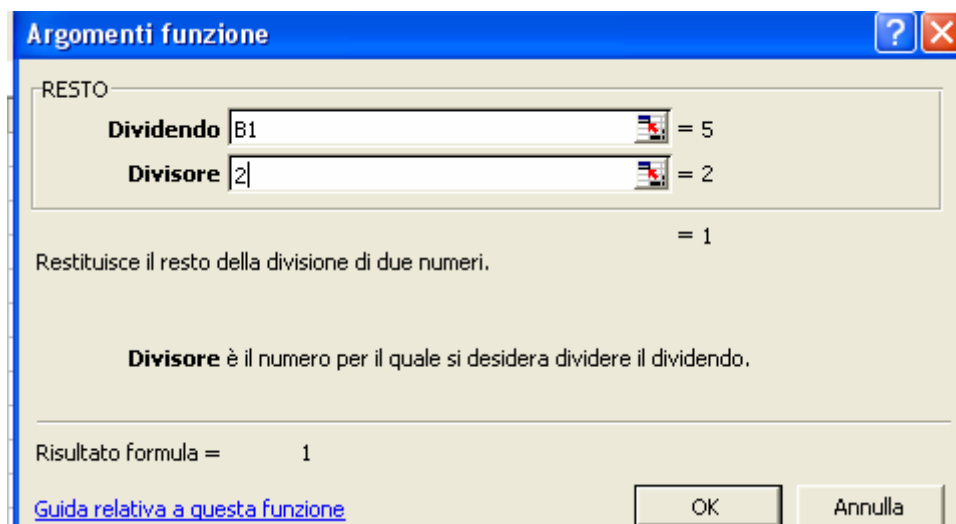 Argomenti funzione
RESTO
Dividendo B1 = 5
Divisore 2 = 2
= 1
Restituisce il resto della divisione di due numeri.
Divisore è il numero per il quale si desidera dividere il dividendo.
Risultato formula = 1
Guida relativa a questa funzione OK Annulla